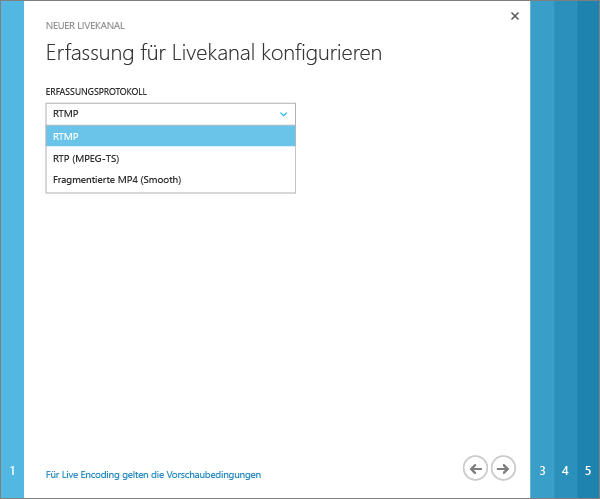 NEUER LIVEKANAL
Erfassung für Livekanal konfigurieren
ERFASSUNGSPROTOKOLL
RTMP
RTMP
RTP (MPEG-TS)
Fragmentierte MP4 (Smooth)
1
Für Live Encoding gelten die Vorschaubedingungen
3
4
5